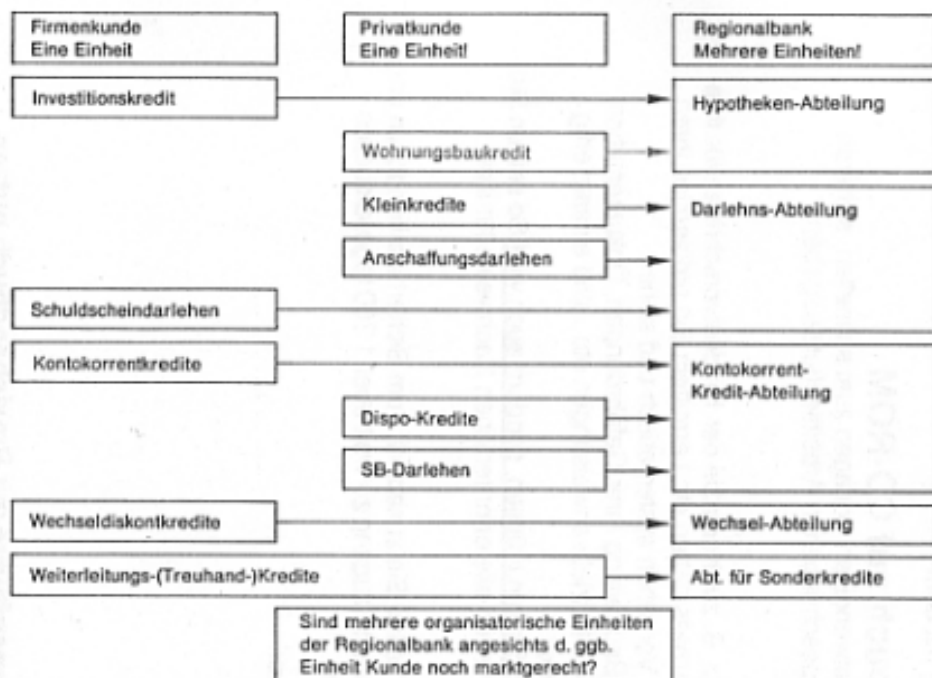 Firmenkunde
Eine Einheit
Privatkunde
Eine Einheit!
Regionalbank
Mehrere Einheiten!
Investitionskredit
Hypotheken-Abteilung
Wohnungsbaukredit
Kleinkredite
Darlehns-Abteilung
Anschaffungsdarlehen
Schuldscheindarlehen
Kontokorrentkredite
Kontokorrent-
Kredit-Abteilung
Dispo-Kredite
SB-Darlehen
Wechseldiskontkredite
Wechsel-Abteilung
Weiterleitungs-(Treuhand-)Kredite
Abt. für Sonderkredite
Sind mehrere organisatorische Einheiten
der Regionalbank angesichts d. ggb.
Einheit Kunde noch marktgerecht?